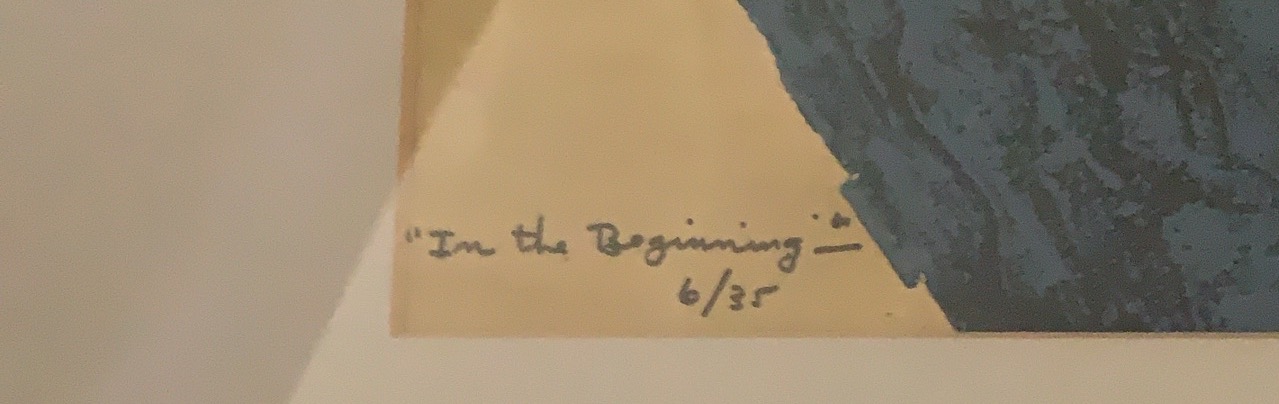 "In the Beginning" —
6/35